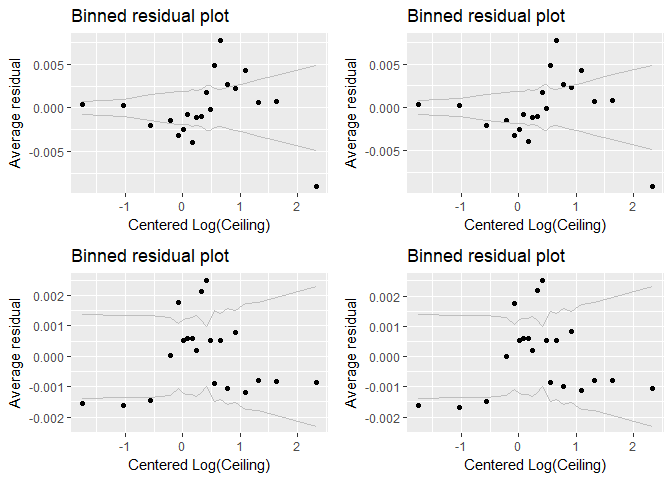 Binned residual plot
Average residual
0.005
0.000
-0.005
-1
0
1
2
Centered Log(Ceiling)
Binned residual plot
Average residual
0.005
0.000
-0.005
-1
0
1
2
Centered Log(Ceiling)
Binned residual plot
Average residual
0.002
0.001
0.000
-0.001
-0.002
-1
0
1
2
Centered Log(Ceiling)
Binned residual plot
Average residual
0.002
0.001
0.000
-0.001
-0.002
-1
0
1
2
Centered Log(Ceiling)